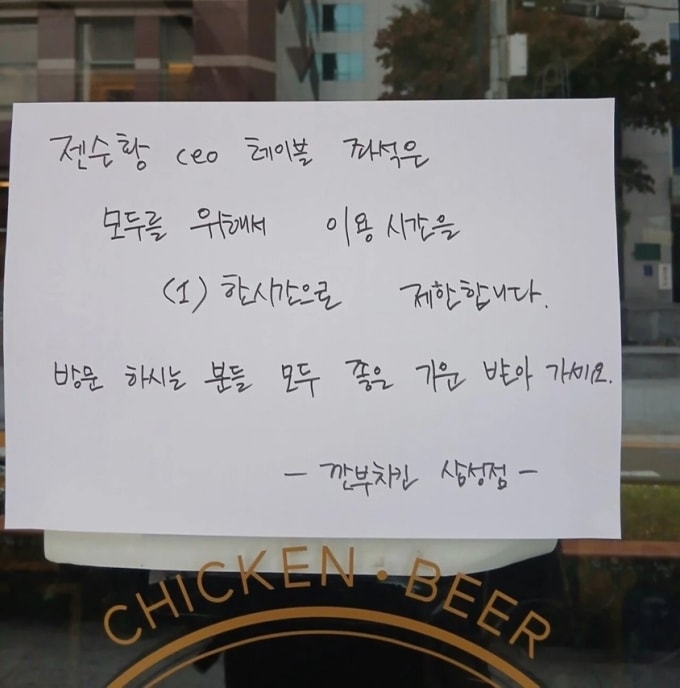 젠슨황 ceo 테이블 좌석은
모두를 위해서 이용 시간을
(1) 한시간으로 제한합니다.
방문 하시는 분들 모두 좋은 기운 받아 가세요.
- 깐부치킨 삼성점 -
CHICKEN · BEER